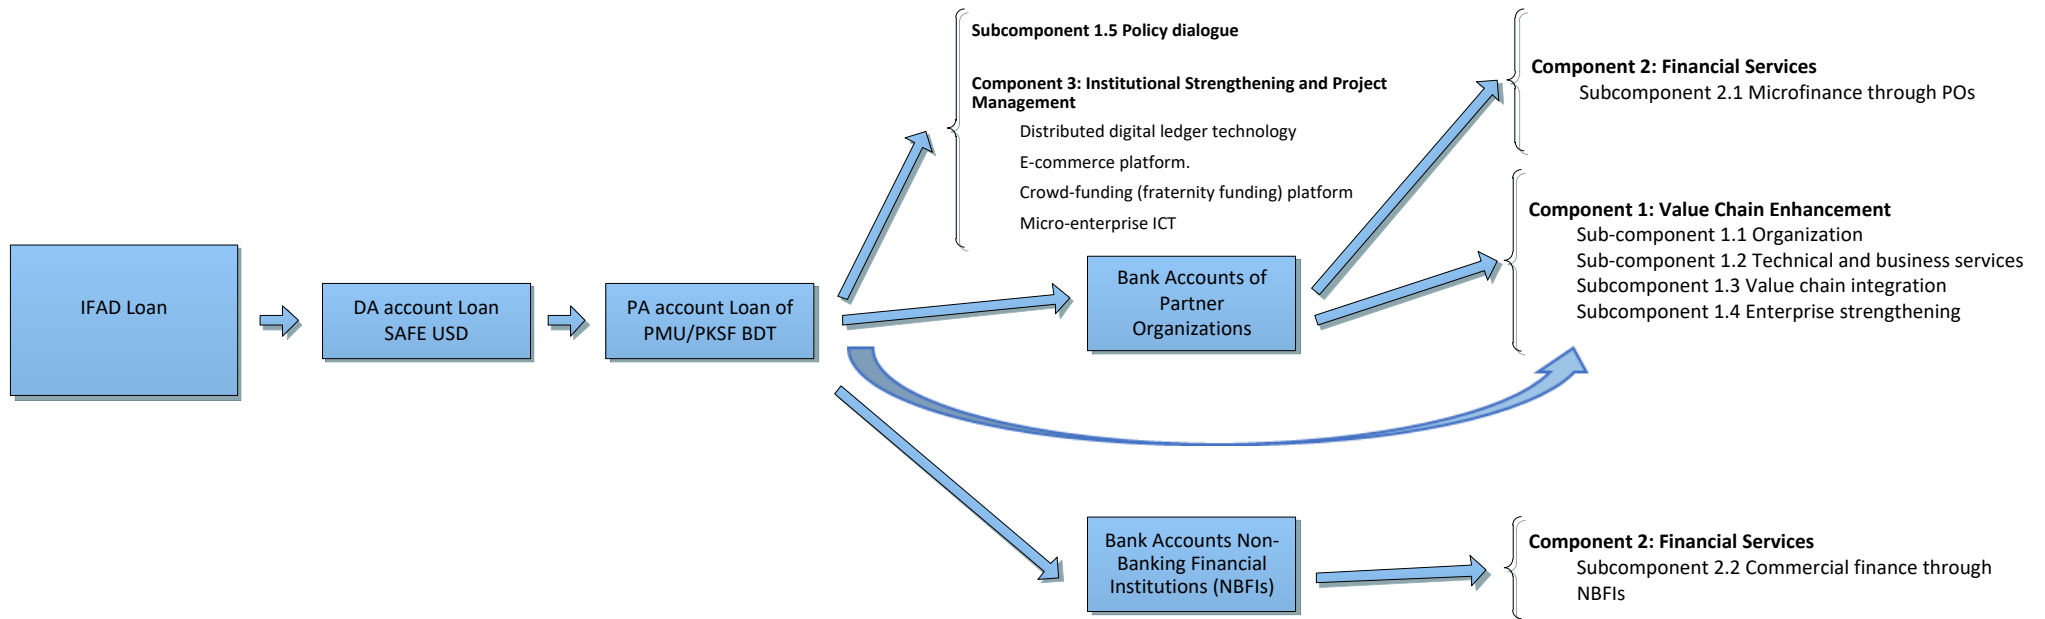 Subcomponent 1.5 Policy dialogue
Component 3: Institutional Strengthening and Project
Management
Distributed digital ledger technology
E-commerce platform.
Crowd-funding (fraternity funding) platform
Micro-enterprise ICT
Component 2: Financial Services
Subcomponent 2.1 Microfinance through POs
Component 1: Value Chain Enhancement
Sub-component 1.1 Organization
Sub-component 1.2 Technical and business services
Subcomponent 1.3 Value chain integration
Subcomponent 1.4 Enterprise strengthening
IFAD Loan
DA account Loan
SAFE USD
PA account Loan of
PMU/PKSF BDT
Bank Accounts of
Partner
Organizations
Bank Accounts Non-
Banking Financial
Institutions (NBFIs)
Component 2: Financial Services
Subcomponent 2.2 Commercial finance through
NBFIs